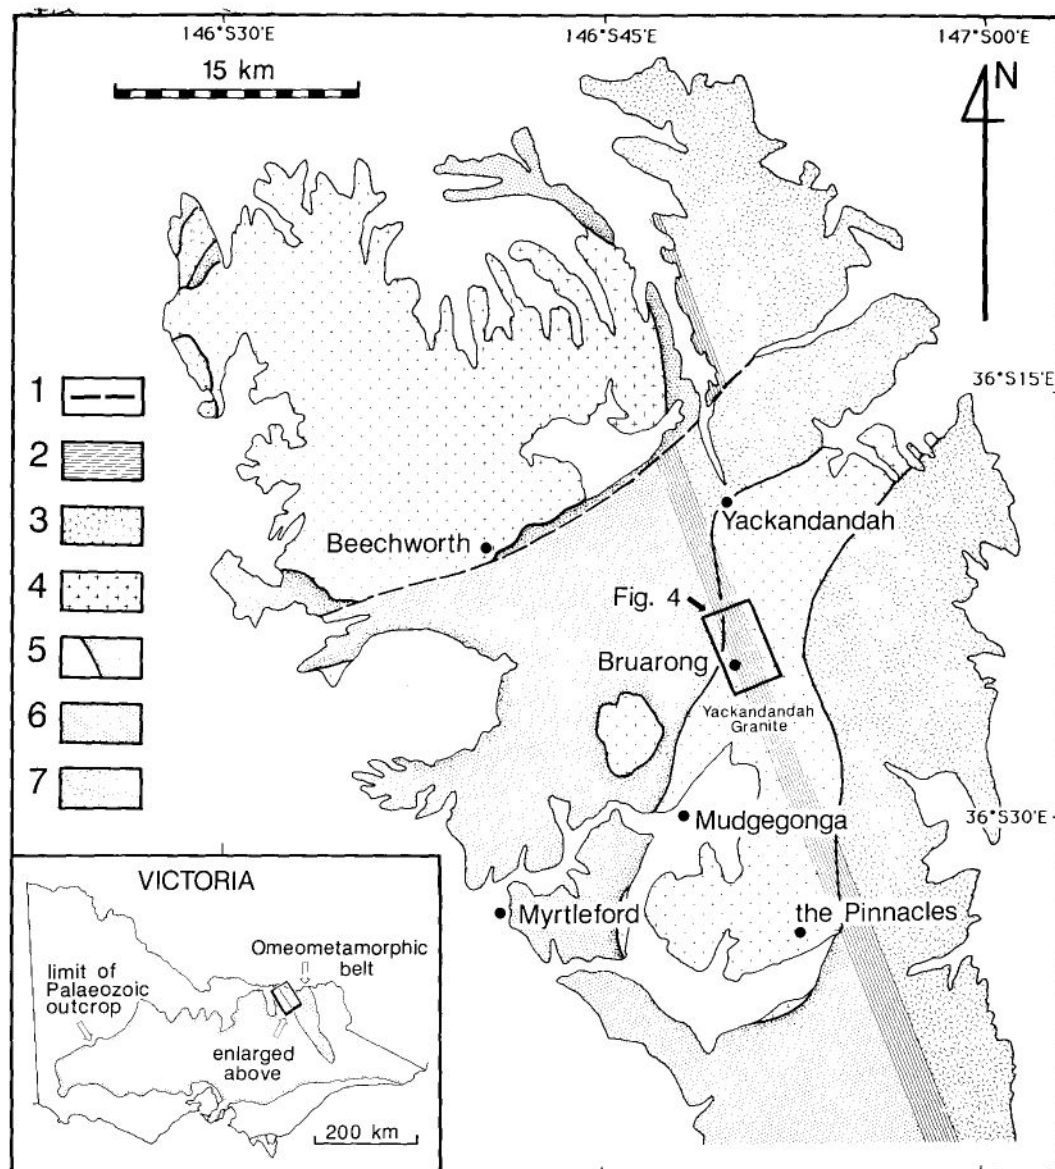 146°S30'E
146°S45'E
147°S00'E
15 km
N
36°S15'E
1
2
3
4
5
6
7
Yackandandah
Beechworth
Fig. 4
Bruarong
Yackandandah
Granite
36°S30'E
Mudgegonga
Myrtleford
the Pinnacles
VICTORIA
Omeometamorphic
belt
limit of
Palaeozoic
outcrop
enlarged
above
200 km